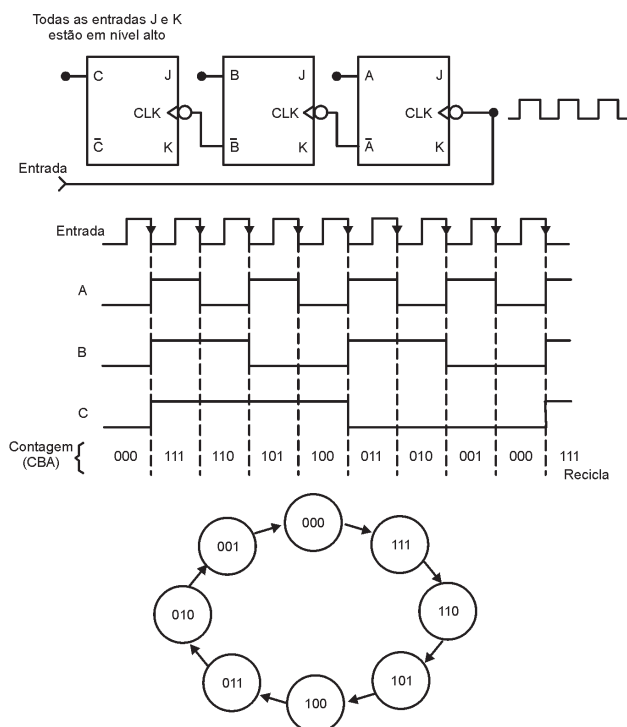 Todas as entradas J e K
estão em nível alto
C J B J A J
CLK CLK CLK
C̅ K B̅ K A̅ K
Entrada
Entrada
A
B
C
Contagem
(CBA)
000 111 110 101 100 011 010 001 000 111
Recicla
000
001 111
010 110
011 101
100